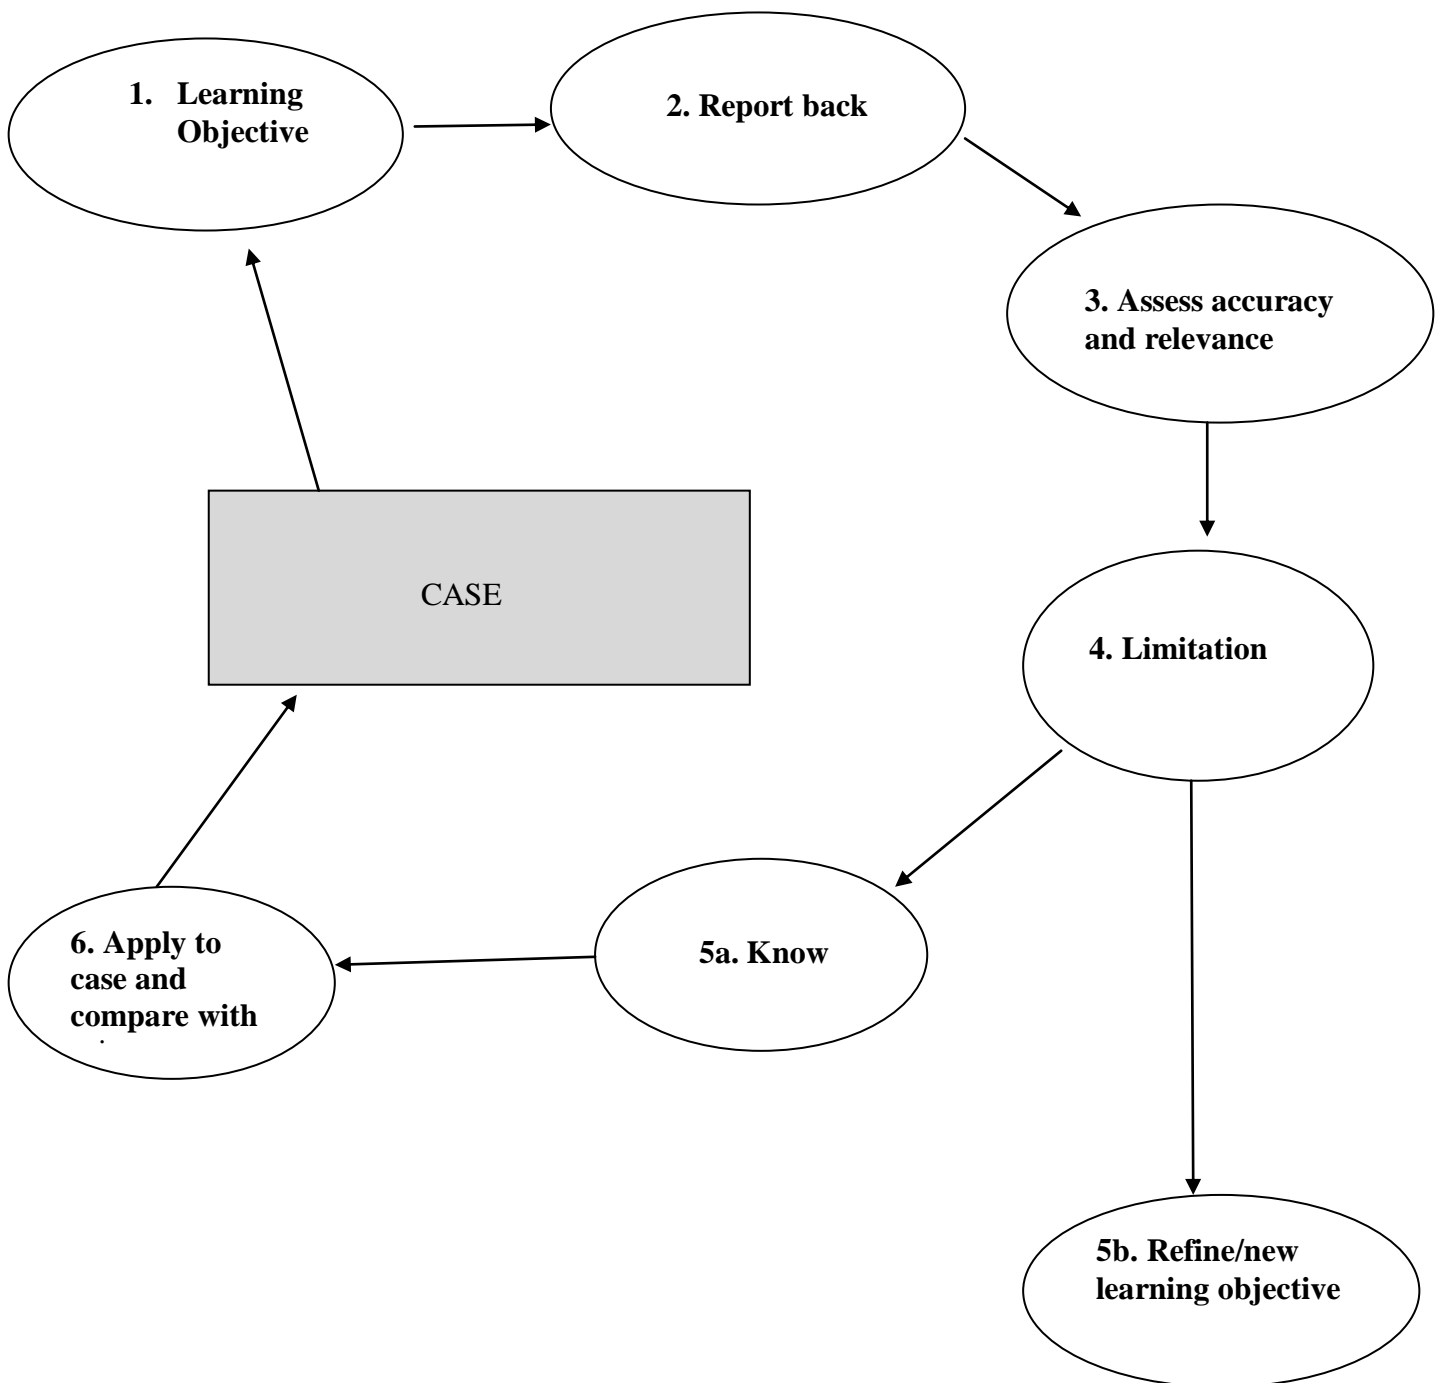 1. Learning
Objective
2. Report back
3. Assess accuracy
and relevance
CASE
4. Limitation
5a. Know
6. Apply to
case and
compare with
5b. Refine/new
learning objective